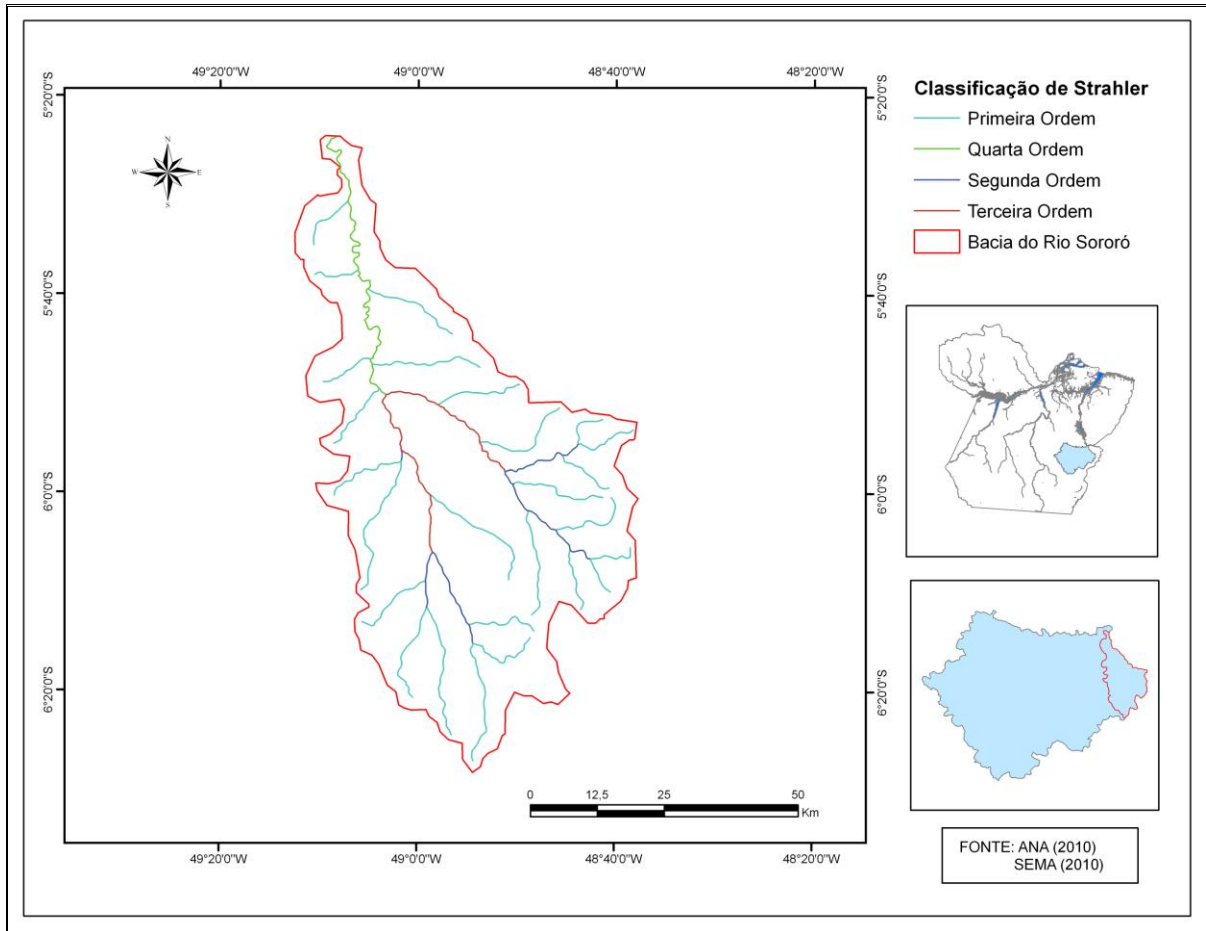 49°20'0"W
49°0'0"W
48°40'0"W
48°20'0"W
5°20'0"S
5°40'0"S
6°0'0"S
6°20'0"S
N
W
E
S
0
12,5
25
50
Km
5°20'0"S
5°40'0"S
6°0'0"S
6°20'0"S
49°20'0"W
49°0'0"W
48°40'0"W
48°20'0"W
Classificação de Strahler
Primeira Ordem
Quarta Ordem
Segunda Ordem
Terceira Ordem
Bacia do Rio Sororó
FONTE: ANA (2010)
SEMA (2010)